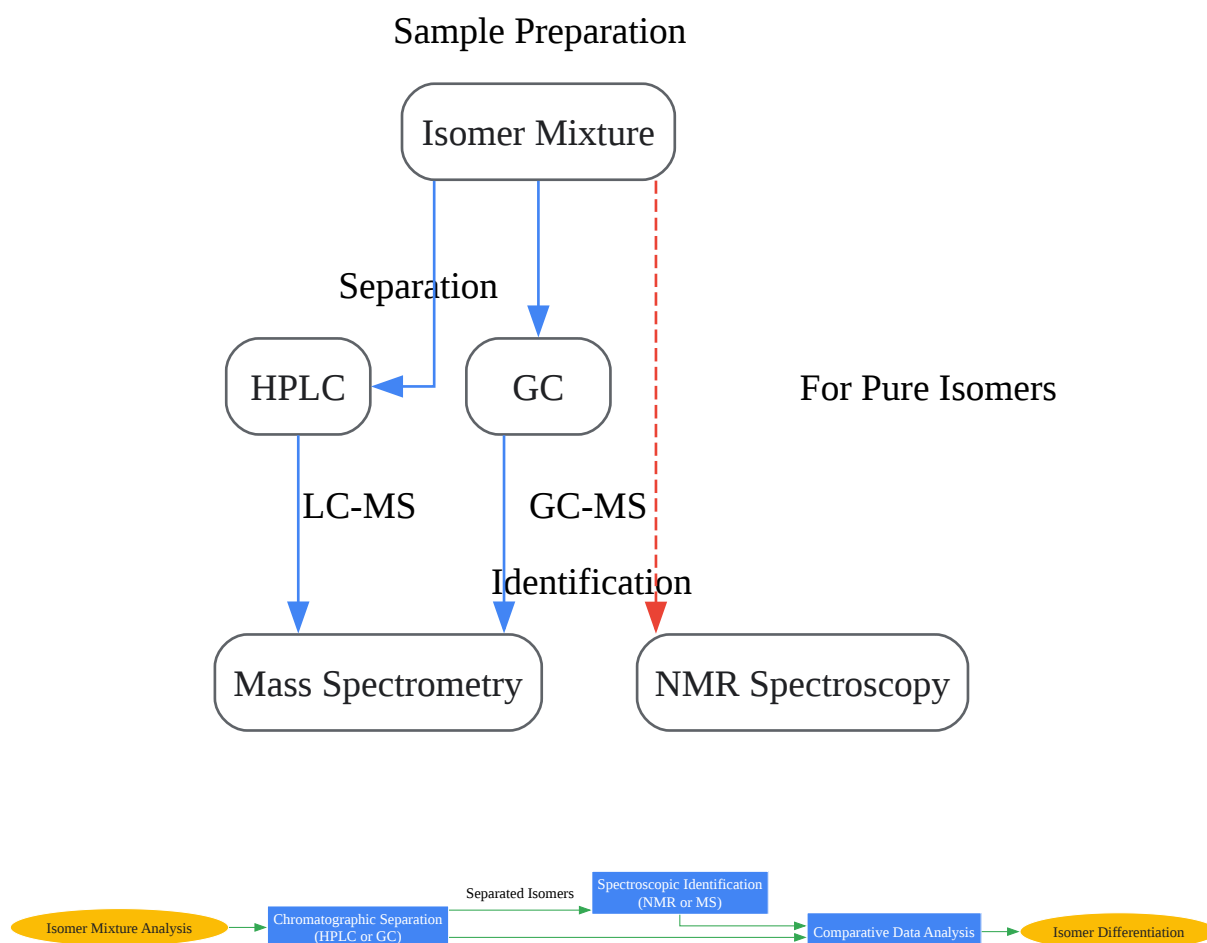 Sample Preparation
Isomer Mixture
Separation
HPLC
GC
For Pure Isomers
LC-MS
GC-MS
Identification
Mass Spectrometry
NMR Spectroscopy
Separated Isomers
Spectroscopic Identification
(NMR or MS)
Isomer Mixture Analysis
Chromatographic Separation
(HPLC or GC)
Comparative Data Analysis
Isomer Differentiation